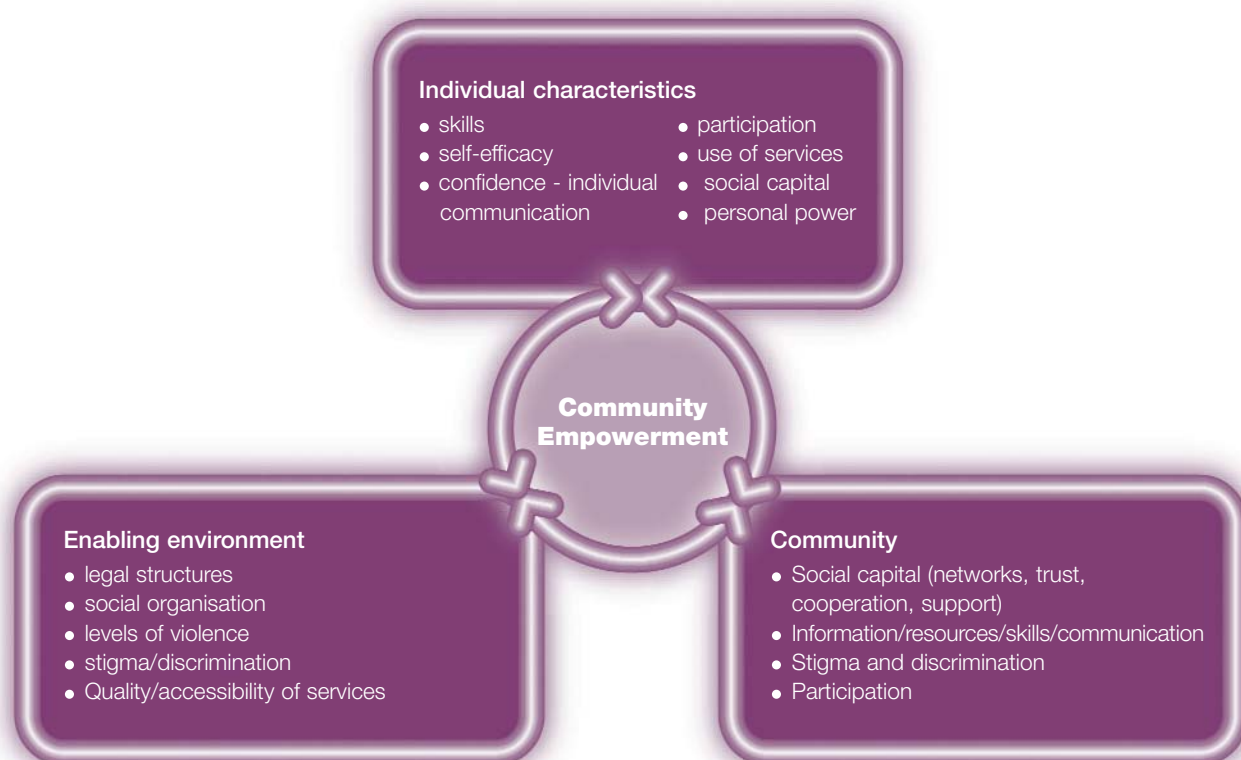 Individual characteristics
● skills
● self-efficacy
● confidence - individual
communication
● participation
● use of services
● social capital
● personal power
Community
Empowerment
Enabling environment
● legal structures
● social organisation
● levels of violence
● stigma/discrimination
● Quality/accessibility of services
Community
● Social capital (networks, trust,
cooperation, support)
● Information/resources/skills/communication
● Stigma and discrimination
● Participation